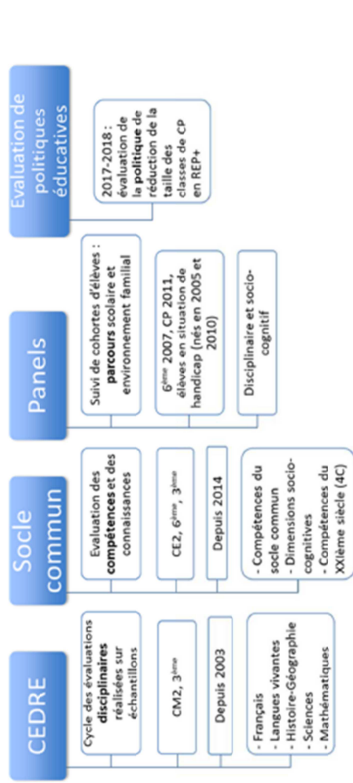 CEDRE
Cycle des évaluations
disciplinaires
réalisées sur
échantillons
CM2, 3ème
Depuis 2003
- Français
- Langues vivantes
- Histoire-Géographie
- Sciences
- Mathématiques
Socle
commun
Evaluation des
compétences et des
connaissances
CE2, 6ème, 3ème
Depuis 2014
- Compétences du
socle commun
- Dimensions socio-
cognitives
- Compétences du
XXIème siècle (4C)
Panels
Suivi de cohortes d'élèves :
parcours scolaire et
environnement familial
6ème 2007, CP 2011,
élèves en situation de
handicap (nés en 2005 et
2010)
Disciplinaire et socio-
cognitif
Evaluation de
politiques
éducatives
2017-2018 :
évaluation de
la politique de
réduction de la
taille des
classes de CP
en REP+